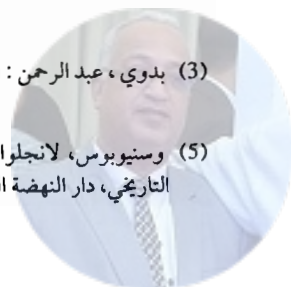 (3) بدوي ، عبد الرحمن :
(5) وسنيوبوس، لانجلوا
التاريخي، دار النهضة ا